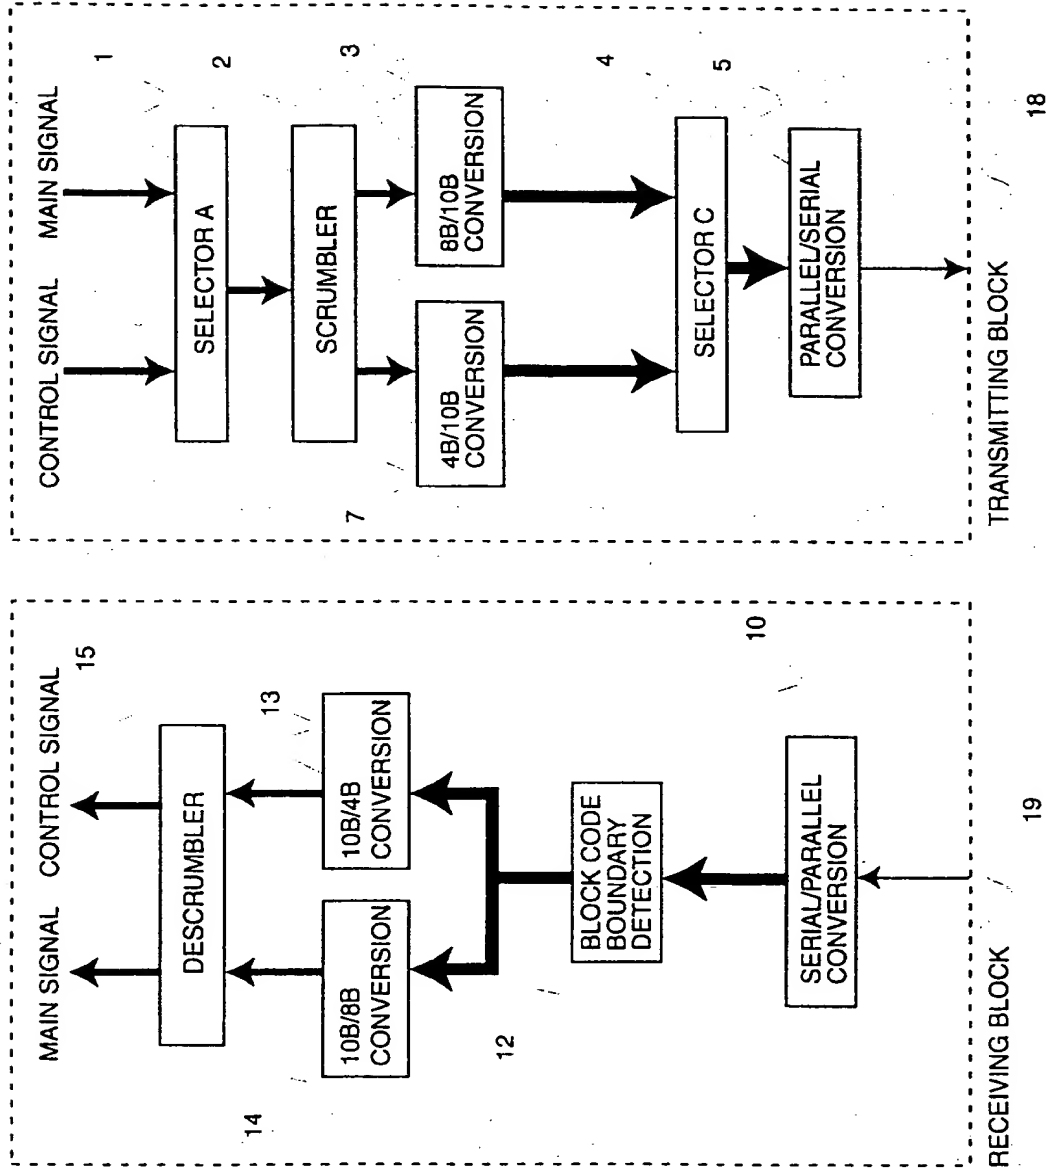 MAIN SIGNAL
CONTROL SIGNAL
15
DESCRUMBLER
14
13
10B/8B
CONVERSION
10B/4B
CONVERSION
12
BLOCK CODE
BOUNDARY
DETECTION
10
SERIAL/PARALLEL
CONVERSION
RECEIVING BLOCK
19
CONTROL SIGNAL
MAIN SIGNAL
1
SELECTOR A
2
SCRUMBLER
3
7
4B/10B
CONVERSION
8B/10B
CONVERSION
4
SELECTOR C
5
PARALLEL/SERIAL
CONVERSION
TRANSMITTING BLOCK
18